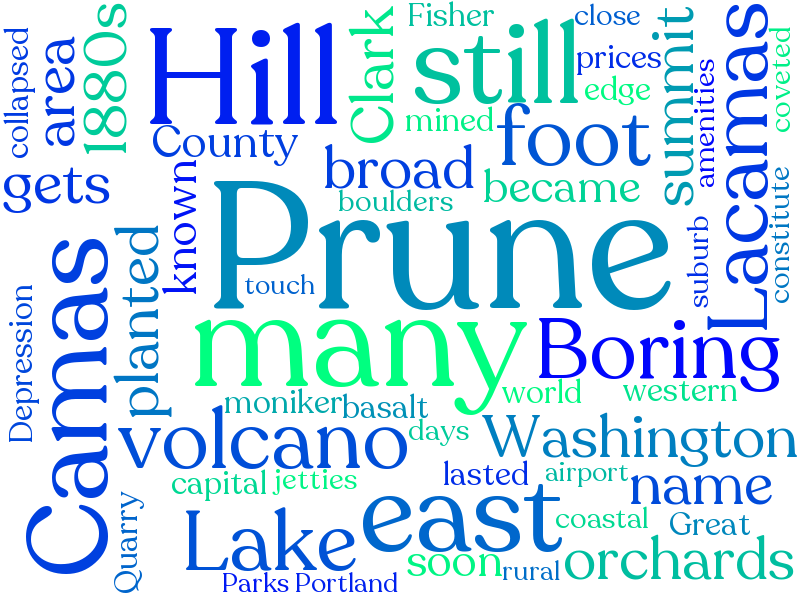 collapsed
area
1880s
Hill
Clark
Fisher
close
still
prices
edge
summit
amenities
Lacamas
coveted
mined
County
foot
gets
broad
became
known
boulders
Prune
suburb
constitute
touch
planted
Camas
Depression
many
Boring
world
western
moniker
basalt
volcano
days
Washington
capital
jetties
lasted
airport
name
Quarry
Lake
east
coastal
Great
soon
rural
orchards
Parks
Portland